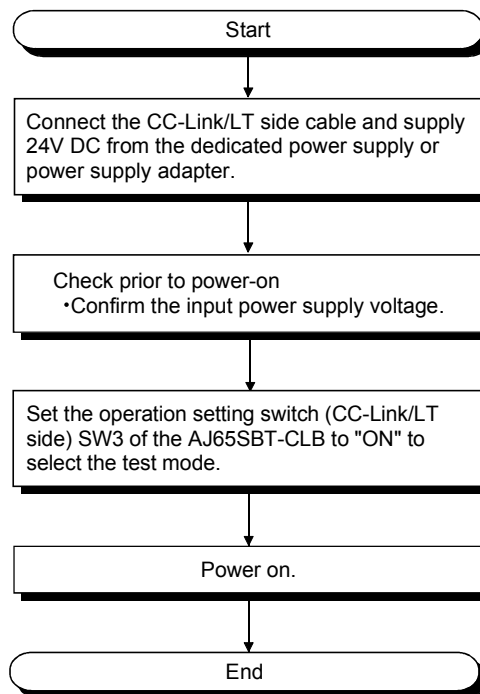 Start
Connect the CC-Link/LT side cable and supply
24V DC from the dedicated power supply or
power supply adapter.
Check prior to power-on
・Confirm the input power supply voltage.
Set the operation setting switch (CC-Link/LT
side) SW3 of the AJ65SBT-CLB to "ON" to
select the test mode.
Power on.
End